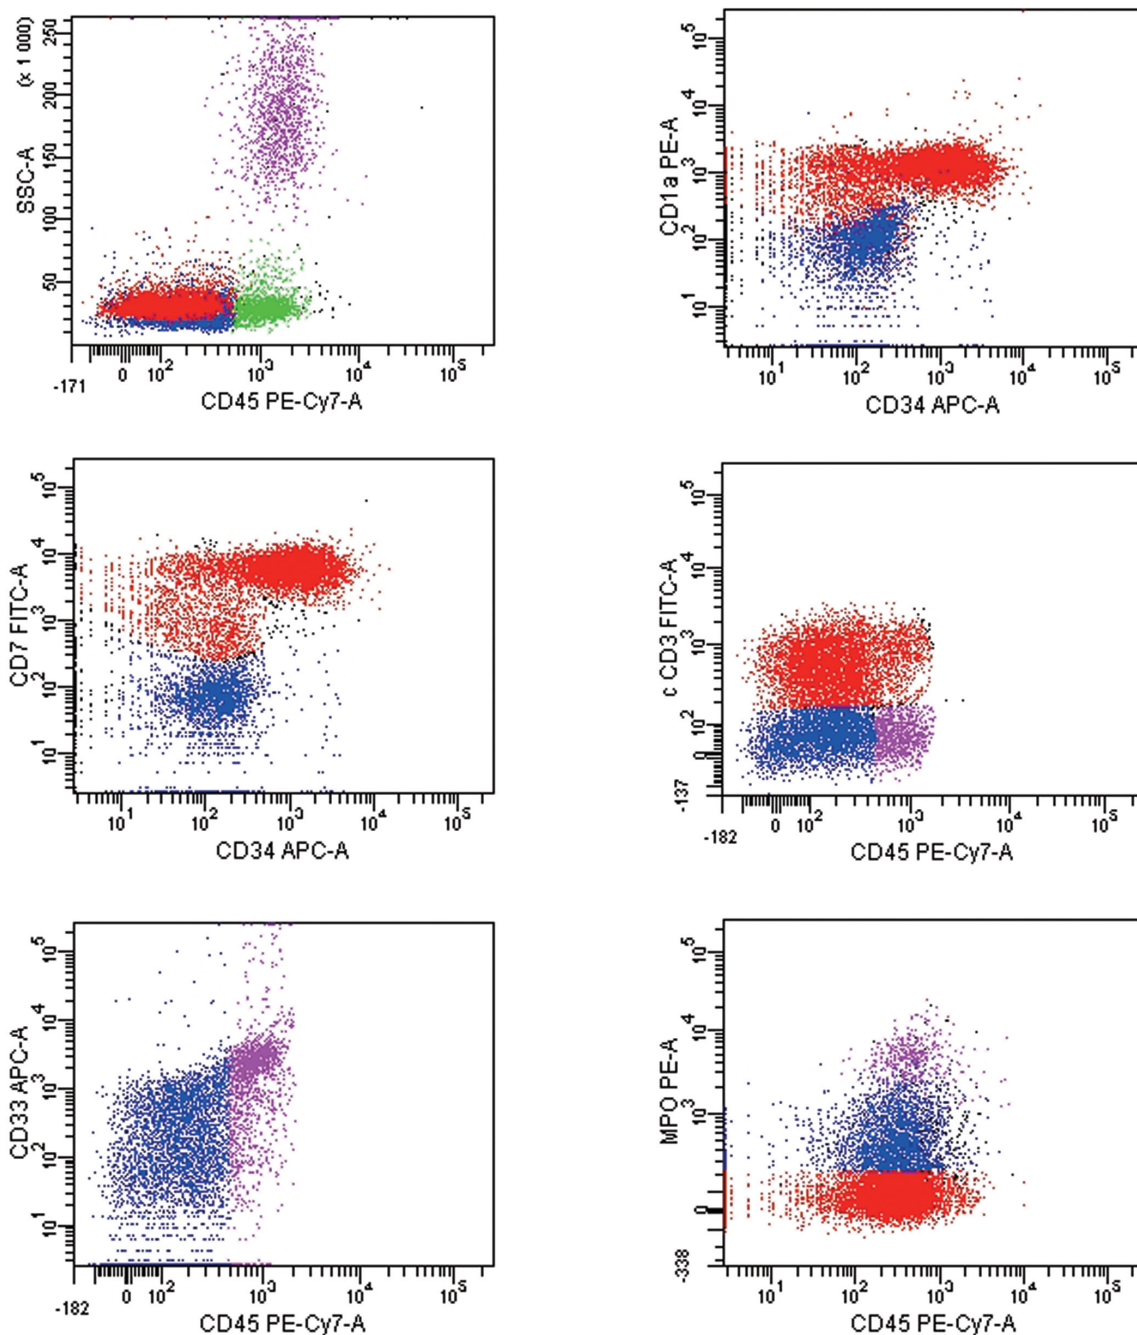 (x 1 000)
SSC-A
250
200
150
100
50
-171
0 10² 10³ 10⁴ 10⁵
CD45 PE-Cy7-A
CD1a PE-A
10⁵
10⁴
10³
10²
10¹
10¹ 10² 10³ 10⁴ 10⁵
CD34 APC-A
CD7 FITC-A
10⁵
10⁴
10³
10²
10¹
10¹ 10² 10³ 10⁴ 10⁵
CD34 APC-A
c CD3 FITC-A
10⁵
10⁴
10³
10²
0
-137
-182
0 10² 10³ 10⁴ 10⁵
CD45 PE-Cy7-A
CD33 APC-A
10⁵
10⁴
10³
10²
10¹
-182
0 10² 10³ 10⁴ 10⁵
CD45 PE-Cy7-A
MPO PE-A
10⁵
10⁴
10³
0
-338
10¹ 10² 10³ 10⁴ 10⁵
CD45 PE-Cy7-A